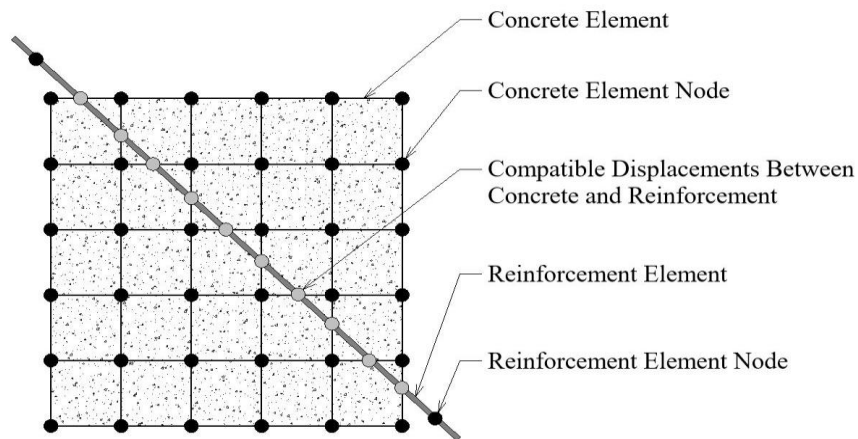 Concrete Element
Concrete Element Node
Compatible Displacements Between
Concrete and Reinforcement
Reinforcement Element
Reinforcement Element Node